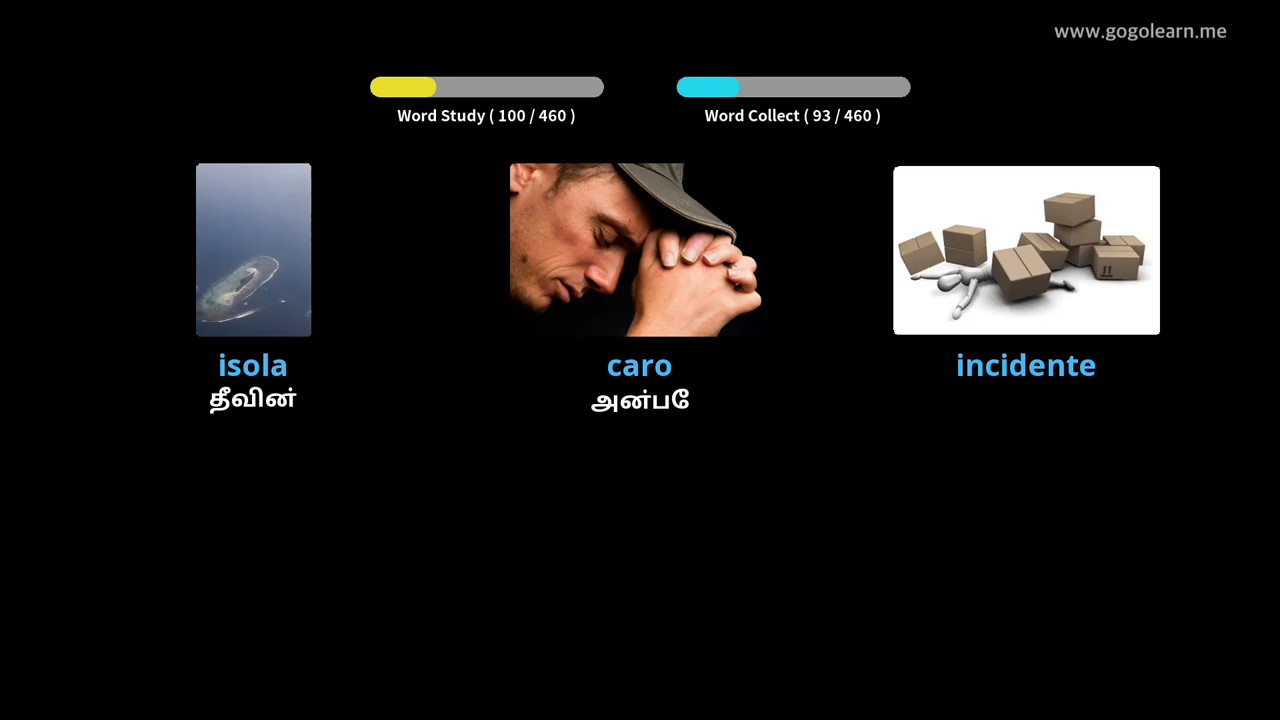 www.gogolearn.me
Word Study ( 100 / 460 )
Word Collect ( 93 / 460 )
isola
தீவின்
caro
அன்பே
incidente